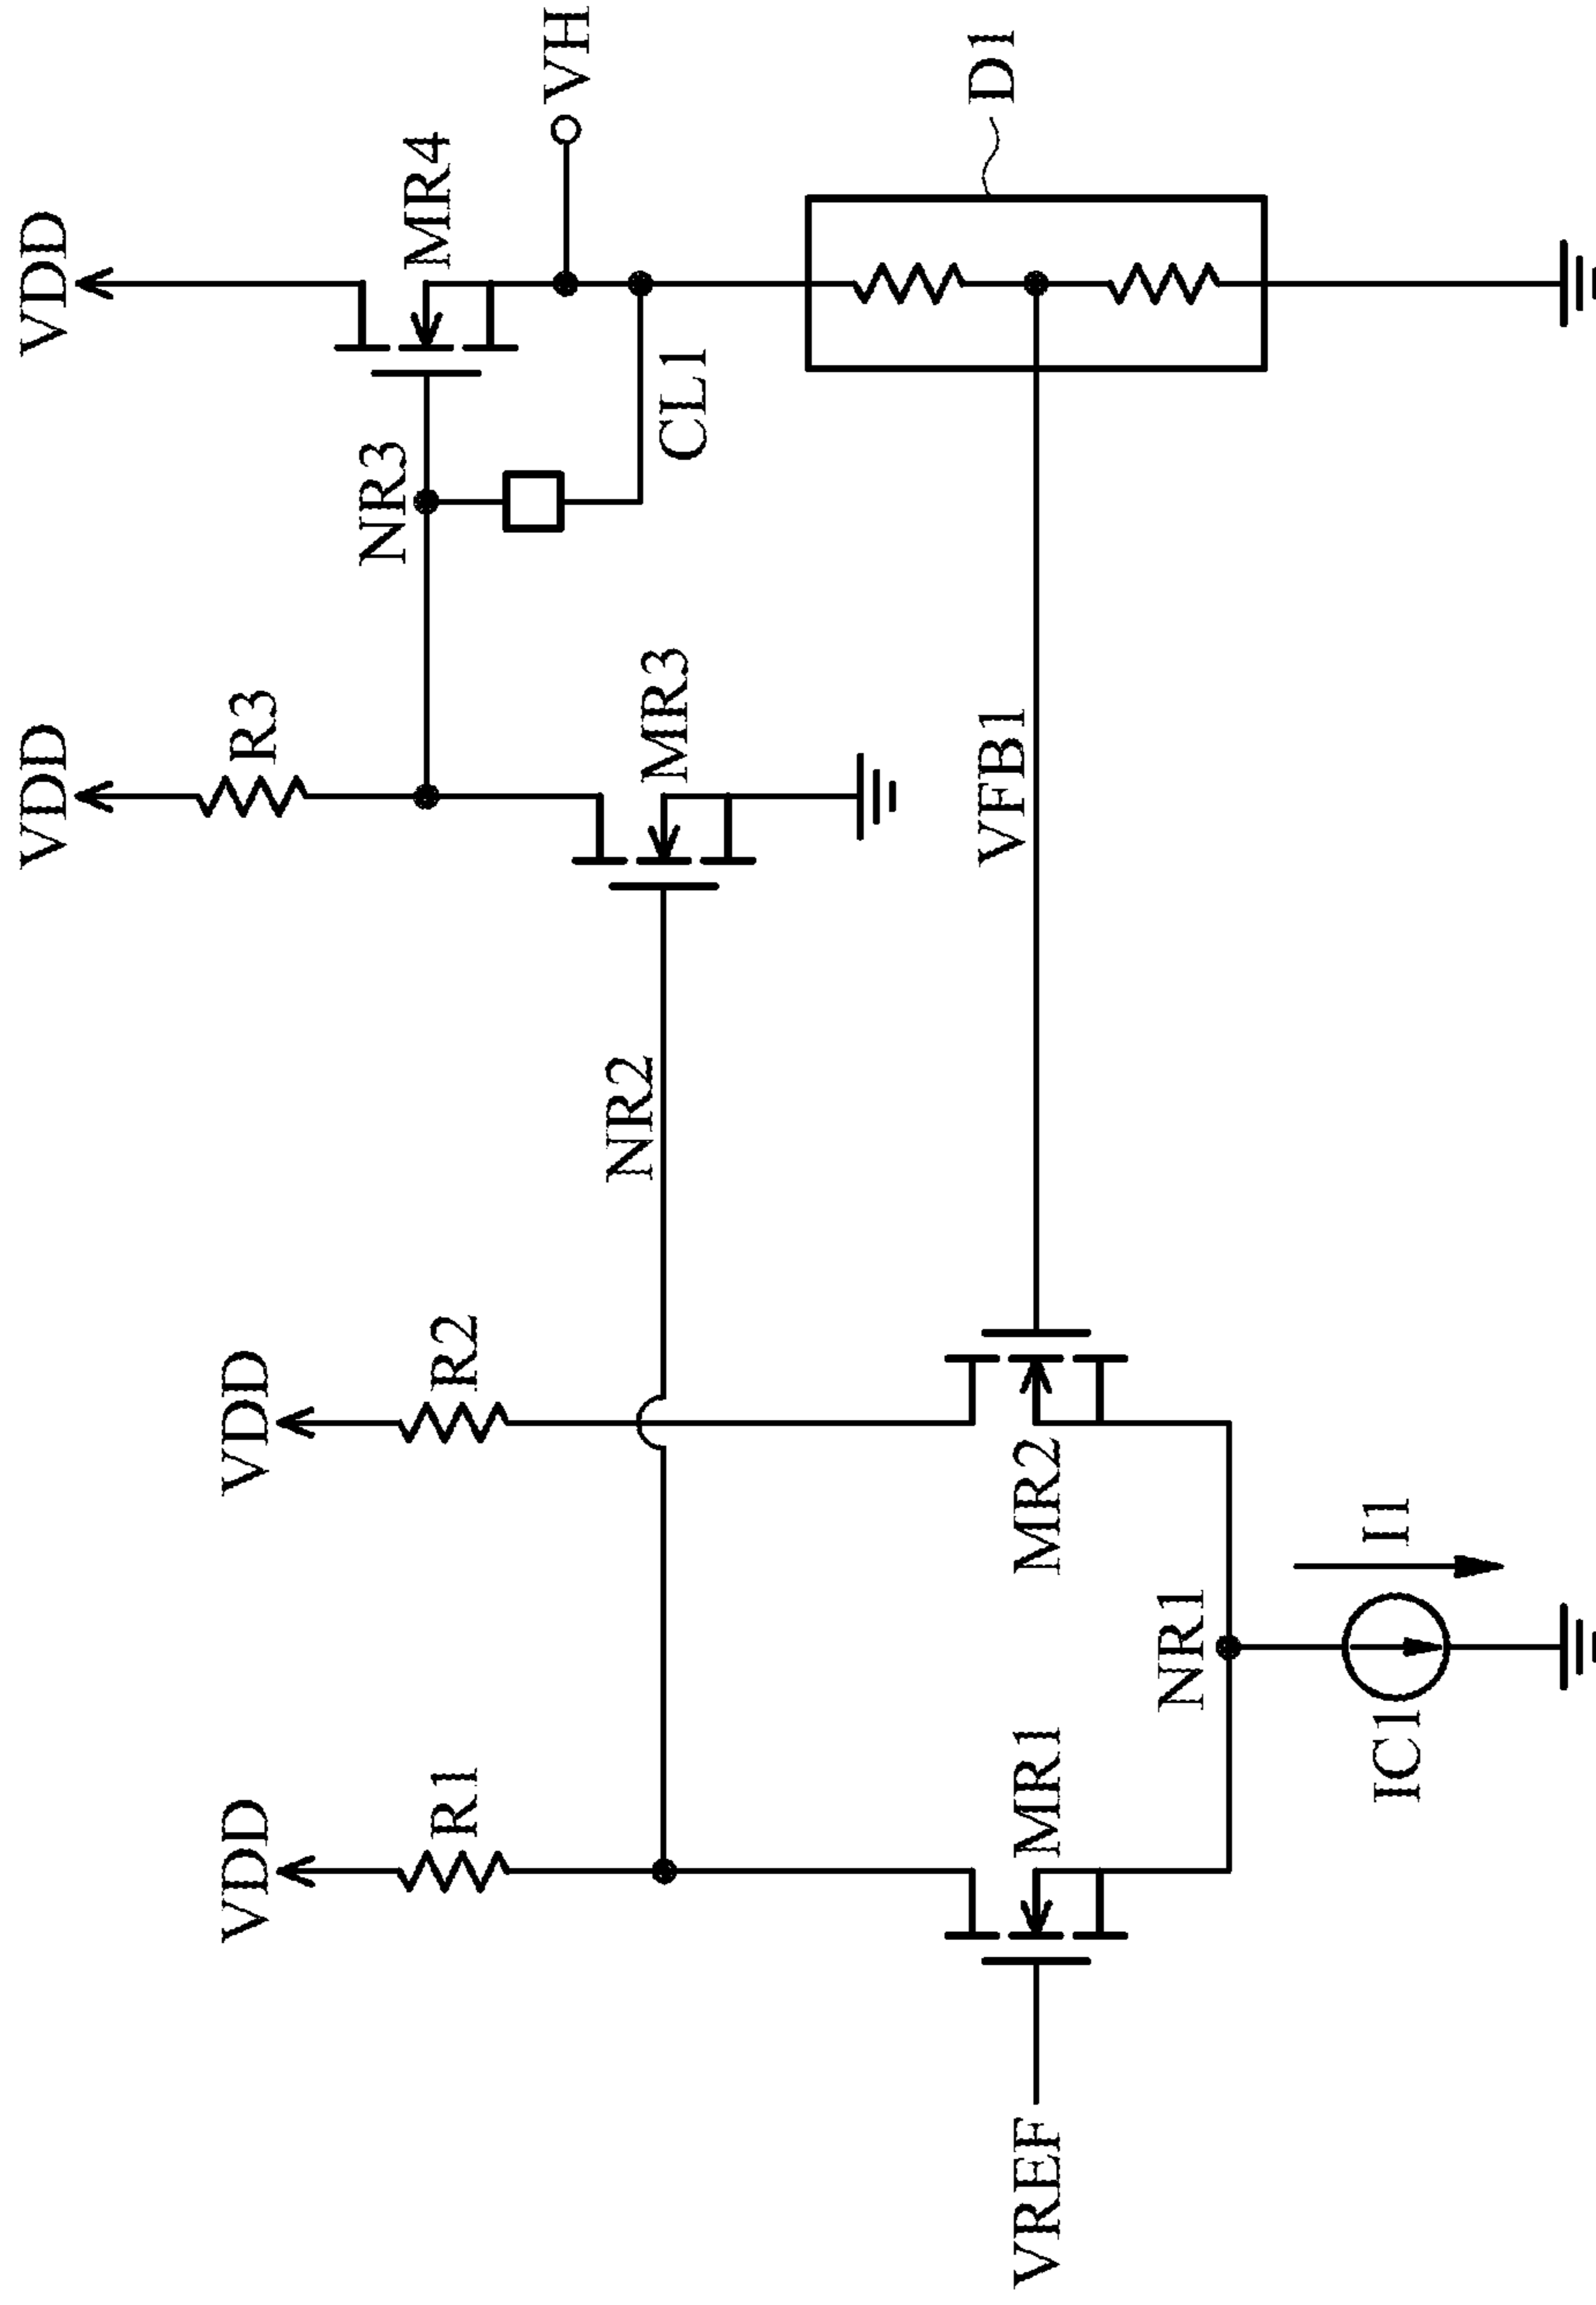 VDD
VDD
VDD
VDD
R1
R2
R3
MR4
VH
NR3
CL1
MR3
NR2
VFB1
D1
VREF
MR1
MR2
NR1
IC1
I1